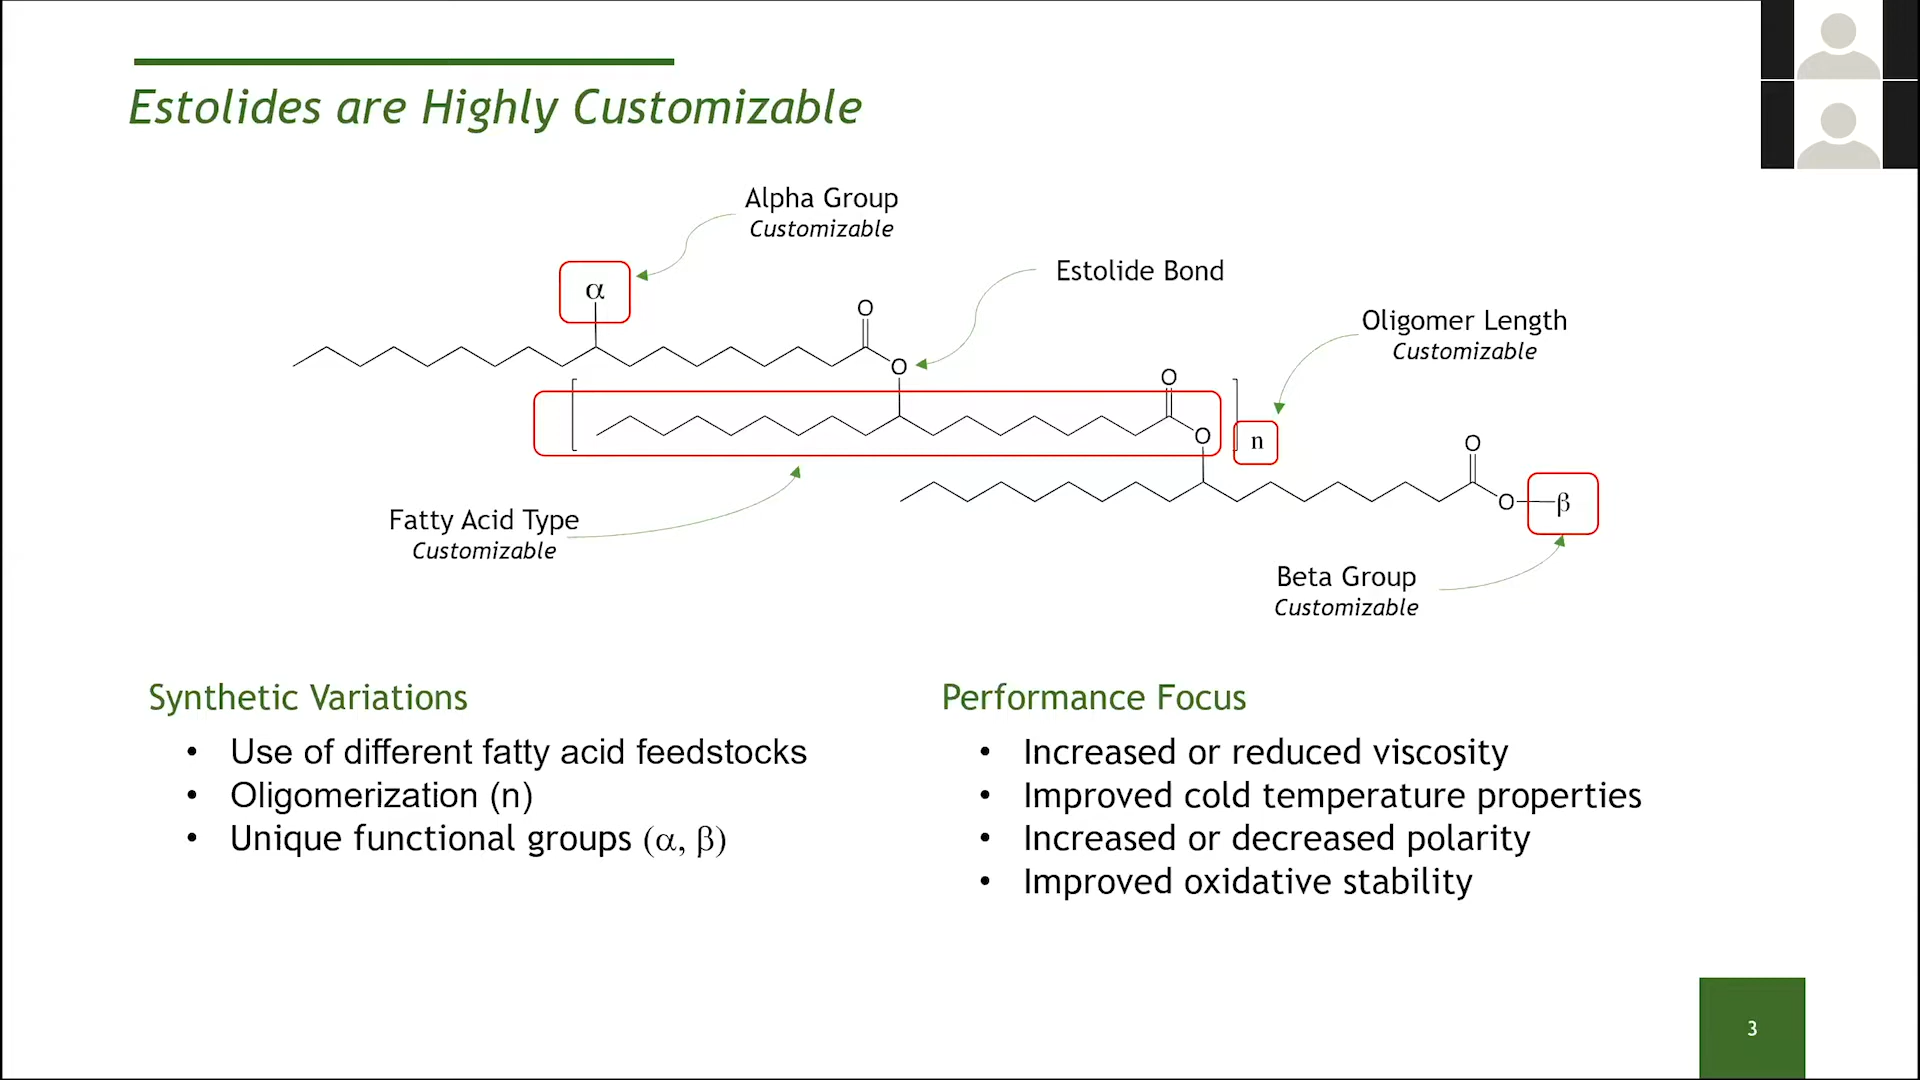 Estolides are Highly Customizable
Alpha Group
Customizable
α
Estolide Bond
O
Oligomer Length
Customizable
O
O
O
n
O
O
β
Fatty Acid Type
Customizable
Beta Group
Customizable
Synthetic Variations
• Use of different fatty acid feedstocks
• Oligomerization (n)
• Unique functional groups (α, β)
Performance Focus
• Increased or reduced viscosity
• Improved cold temperature properties
• Increased or decreased polarity
• Improved oxidative stability
3